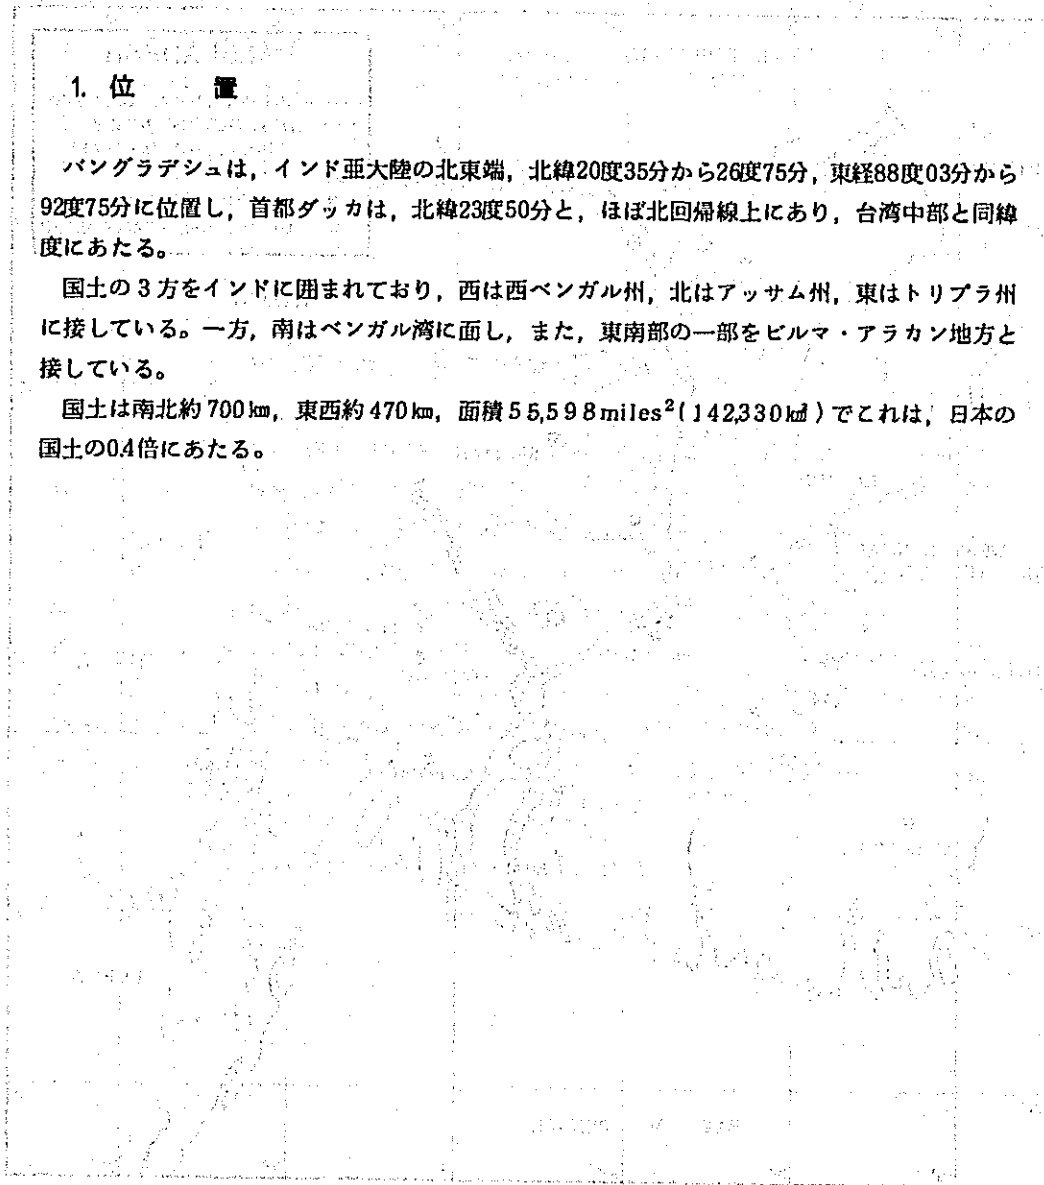 1. 位　　　置
バングラデシュは，インド亜大陸の北東端，北緯20度35分から26度75分，東経88度03分から
92度75分に位置し，首都ダッカは，北緯23度50分と，ほぼ北回帰線上にあり，台湾中部と同緯
度にあたる。
国土の3方をインドに囲まれており，西は西ベンガル州，北はアッサム州，東はトリプラ州
に接している。一方，南はベンガル湾に面し，また，東南部の一部をビルマ・アラカン地方と
接している。
国土は南北約700㎞，東西約470㎞，面積55,598miles²(142,330㎢)でこれは，日本の
国土の0.4倍にあたる。